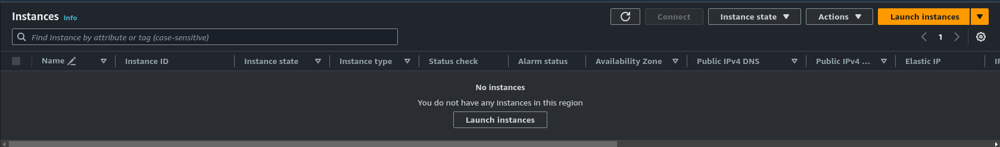 Instances Info
Connect
Instance state
Actions
Launch instances
Find Instance by attribute or tag (case-sensitive)
1
Name
Instance ID
Instance state
Instance type
Status check
Alarm status
Availability Zone
Public IPv4 DNS
Public IPv4 ...
Elastic IP
No instances
You do not have any instances in this region
Launch instances